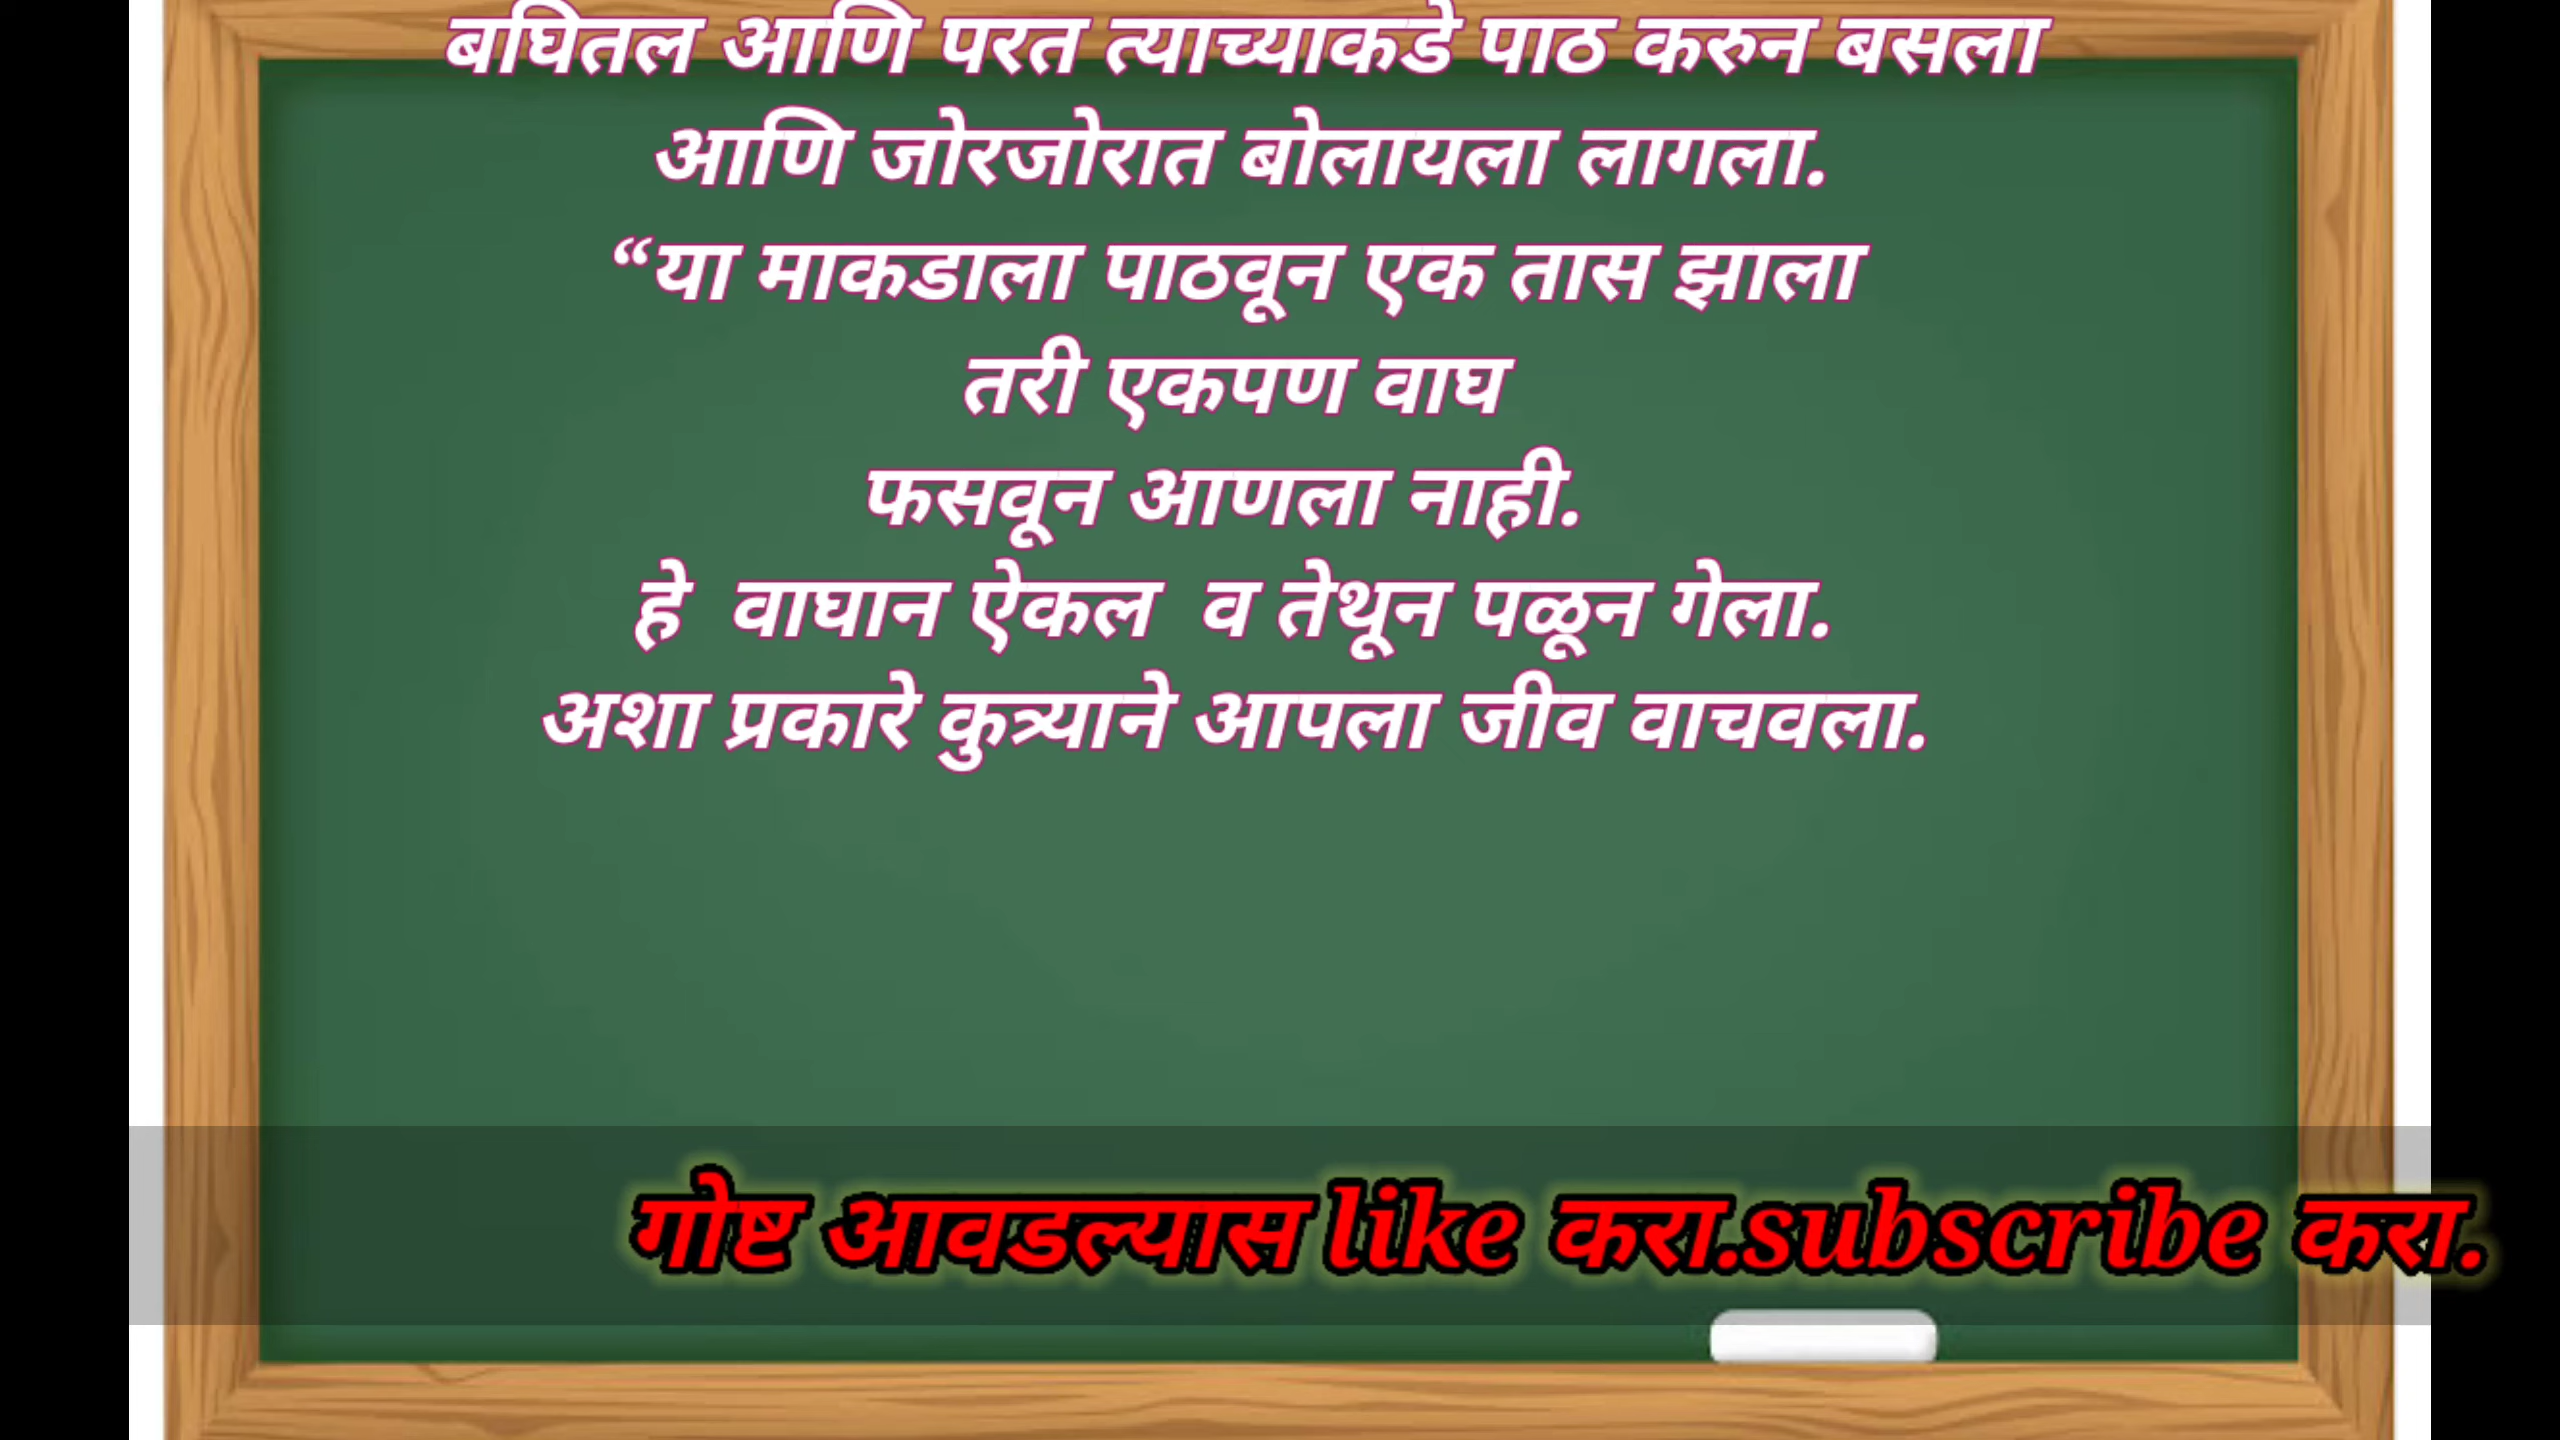 बघितल आणि परत त्याच्याकडे पाठ करुन बसला
आणि जोरजोरात बोलायला लागला.
“या माकडाला पाठवून एक तास झाला
तरी एकपण वाघ
फसवून आणला नाही.
हे वाघान ऐकल व तेथून पळून गेला.
अशा प्रकारे कुत्र्याने आपला जीव वाचवला.
गोष्ट आवडल्यास like करा.subscribe करा.